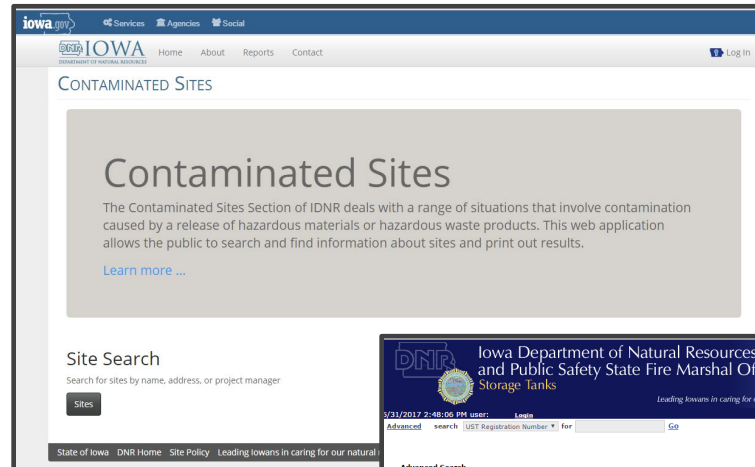 iowa.gov Services Agencies Social
DNR IOWA Home About Reports Contact Log In
DEPARTMENT OF NATURAL RESOURCES
CONTAMINATED SITES
Contaminated Sites
The Contaminated Sites Section of IDNR deals with a range of situations that involve contamination
caused by a release of hazardous materials or hazardous waste products. This web application
allows the public to search and find information about sites and print out results.
Learn more ...
Site Search
Search for sites by name, address, or project manager
Sites
State of Iowa DNR Home Site Policy Leading Iowans in caring for our natural
DNR
Iowa Department of Natural Resources
and Public Safety State Fire Marshal Of
Storage Tanks
Leading Iowans in caring for
5/31/2017 2:48:06 PM user: Login
Advanced search UST Registration Number for Go
Advanced Search